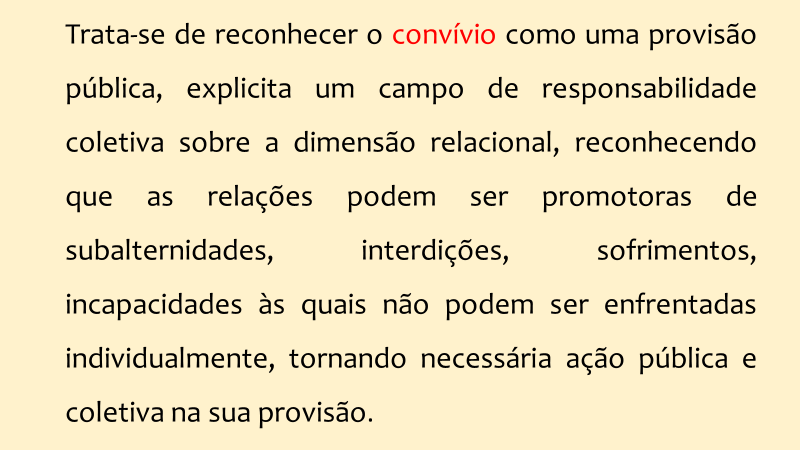 Trata-se de reconhecer o convívio como uma provisão
pública, explicita um campo de responsabilidade
coletiva sobre a dimensão relacional, reconhecendo
que as relações podem ser promotoras de
subalternidades, interdições, sofrimentos,
incapacidades às quais não podem ser enfrentadas
individualmente, tornando necessária ação pública e
coletiva na sua provisão.